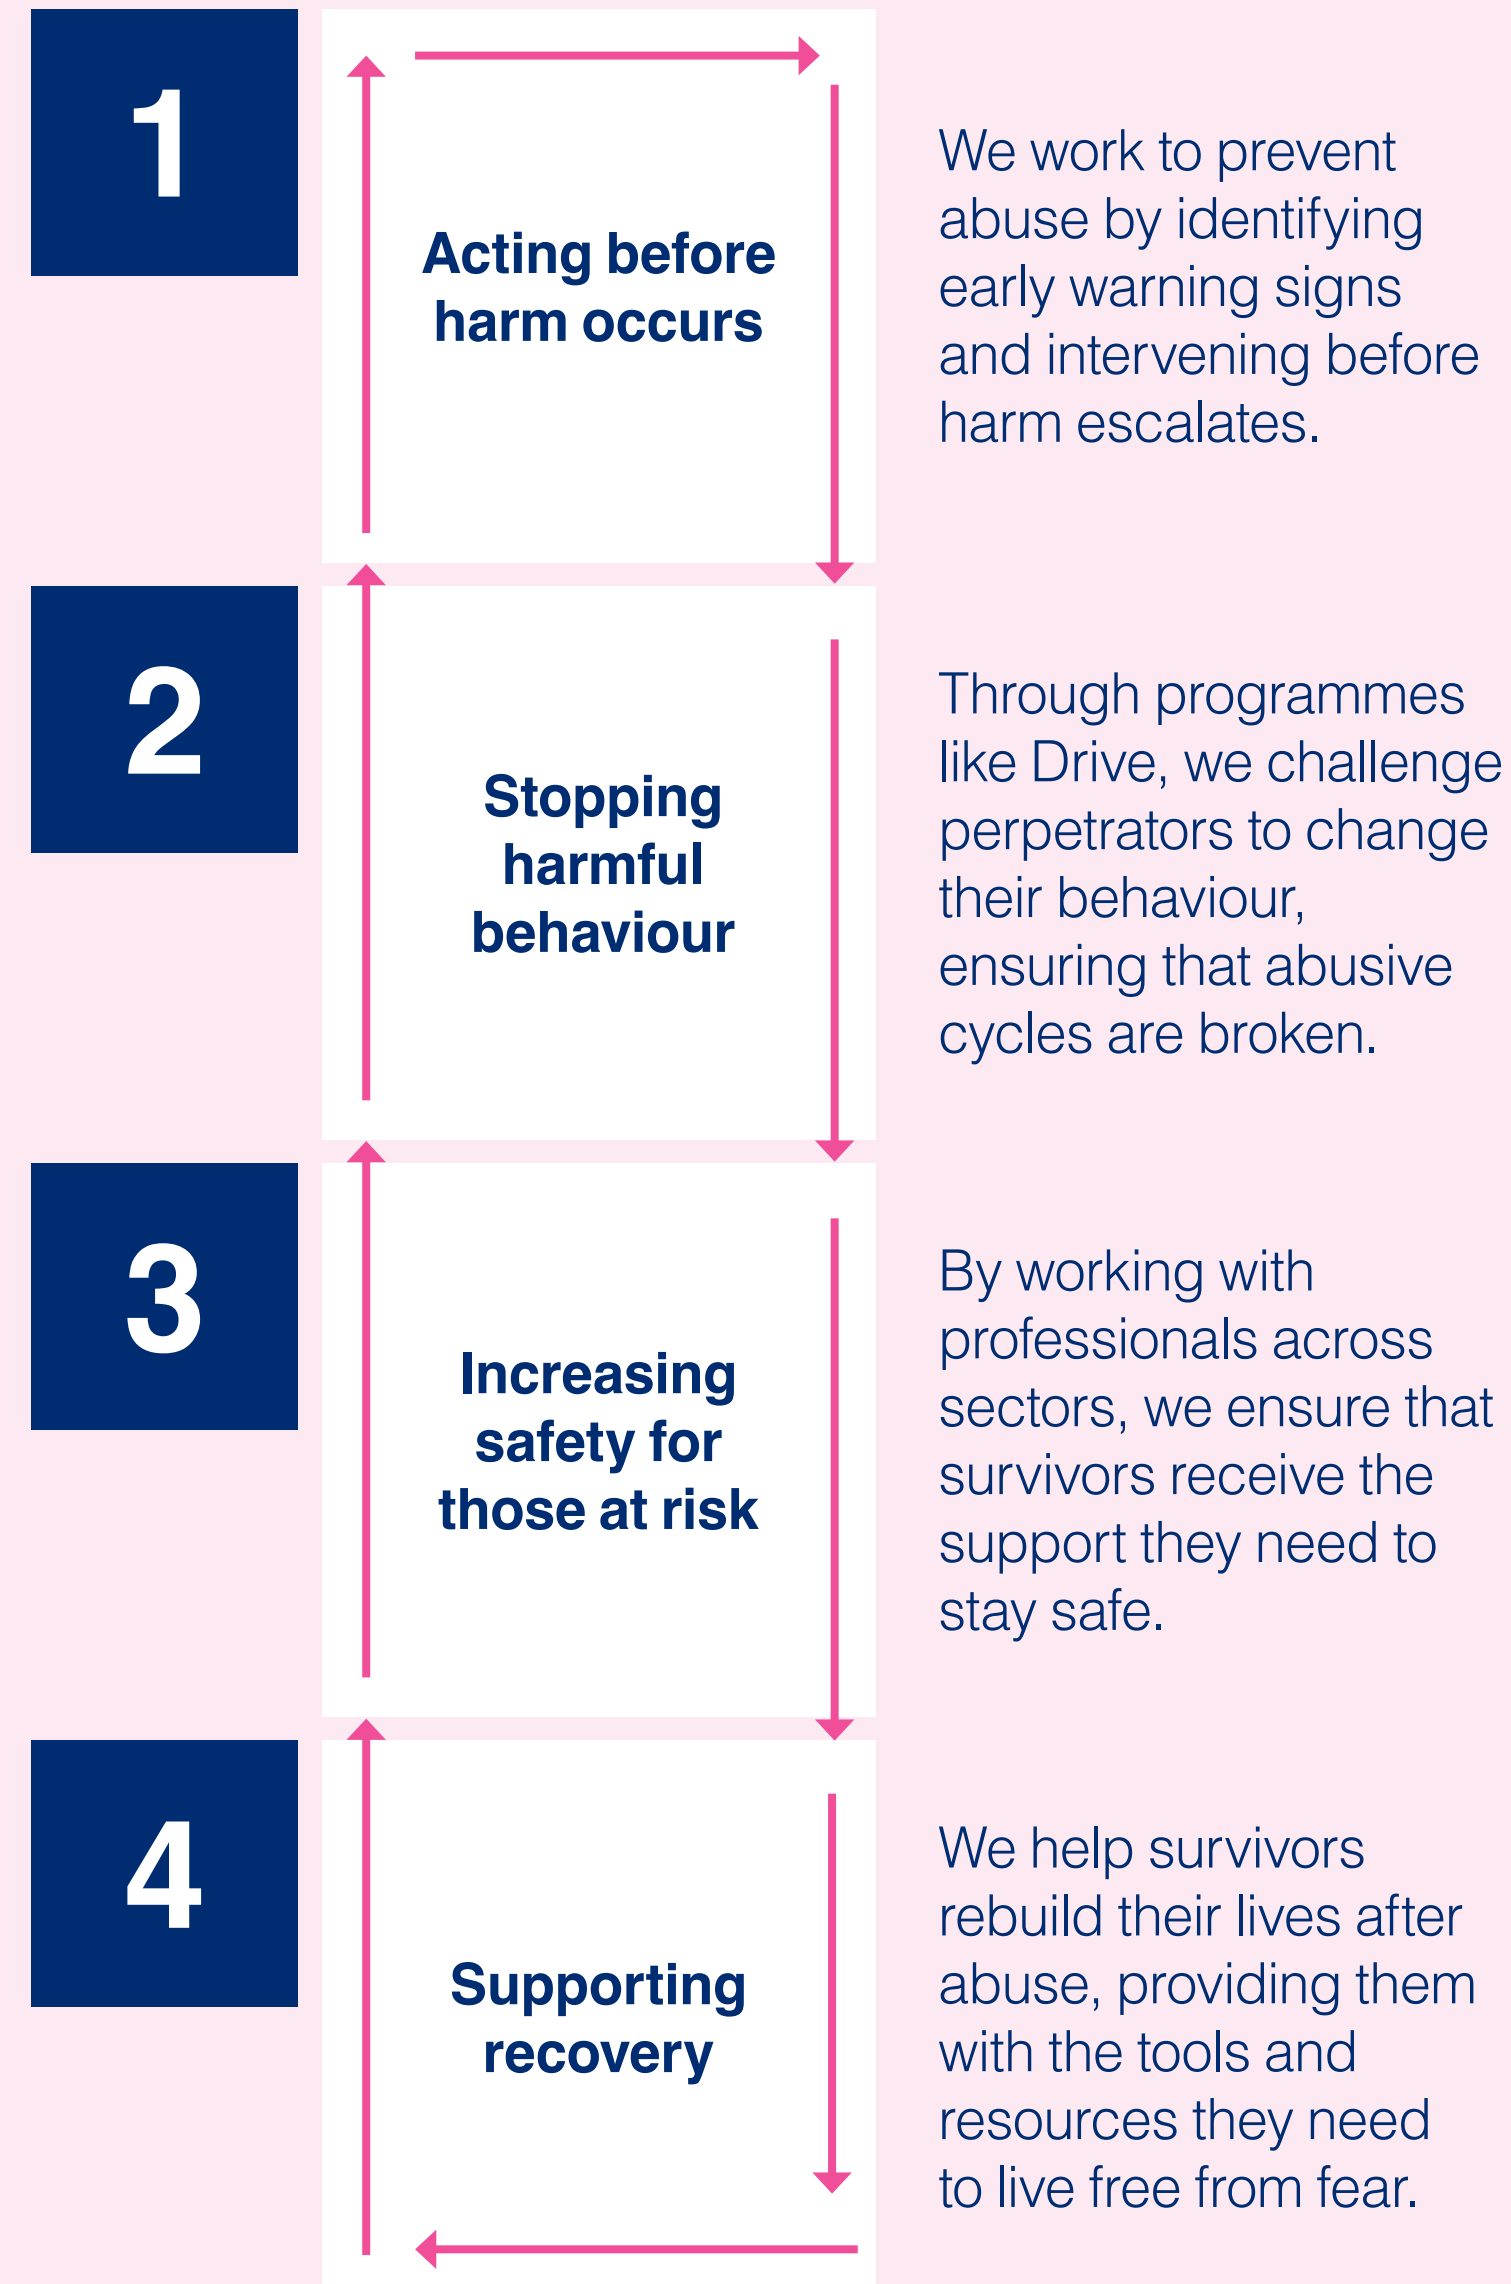 1
Acting before
harm occurs
We work to prevent
abuse by identifying
early warning signs
and intervening before
harm escalates.
2
Stopping
harmful
behaviour
Through programmes
like Drive, we challenge
perpetrators to change
their behaviour,
ensuring that abusive
cycles are broken.
3
Increasing
safety for
those at risk
By working with
professionals across
sectors, we ensure that
survivors receive the
support they need to
stay safe.
4
Supporting
recovery
We help survivors
rebuild their lives after
abuse, providing them
with the tools and
resources they need
to live free from fear.